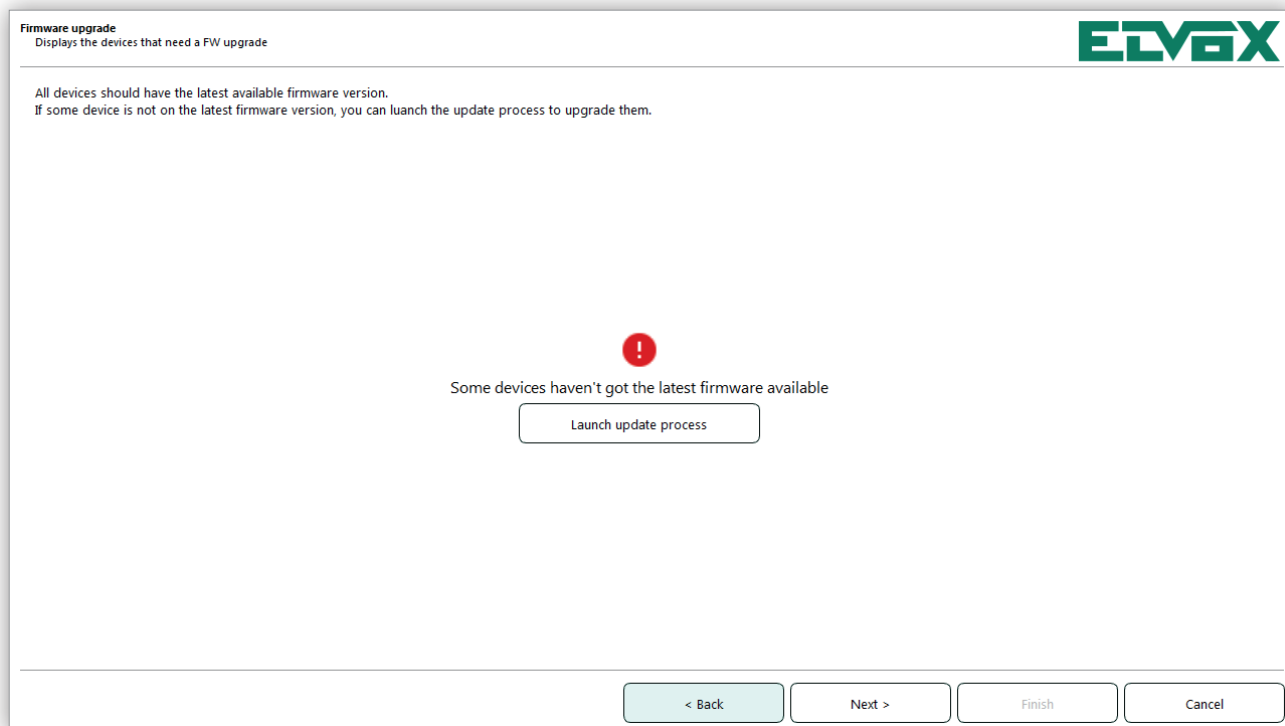 Firmware upgrade
Displays the devices that need a FW upgrade
ELVOX
All devices should have the latest available firmware version.
If some device is not on the latest firmware version, you can luanch the update process to upgrade them.
!
Some devices haven't got the latest firmware available
Launch update process
< Back
Next >
Finish
Cancel